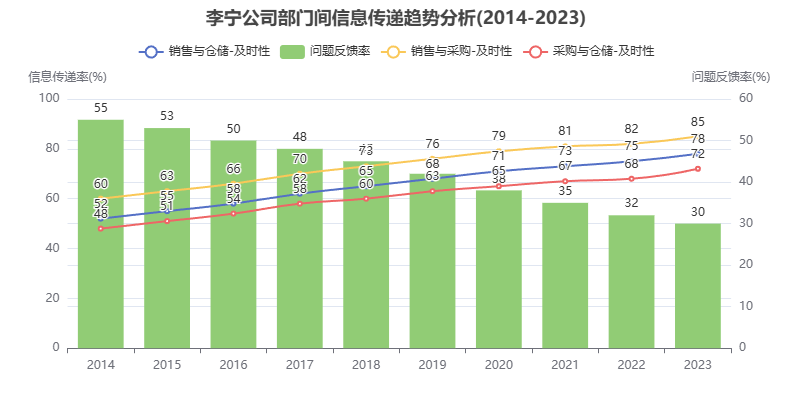 李宁公司部门间信息传递趋势分析(2014-2023)
销售与仓储-及时性 问题反馈率 销售与采购-及时性 采购与仓储-及时性
信息传递率(%) 问题反馈率(%)
100 80 60 40 20 0
60 50 40 30 20 10 0
55 53 50 48 38 35 32 30
60 63 66 70 73 76 79 81 82 85
52 55 58 62 65 68 71 73 75 78
48 51 54 58 60 63 65 67 68 72
2014 2015 2016 2017 2018 2019 2020 2021 2022 2023